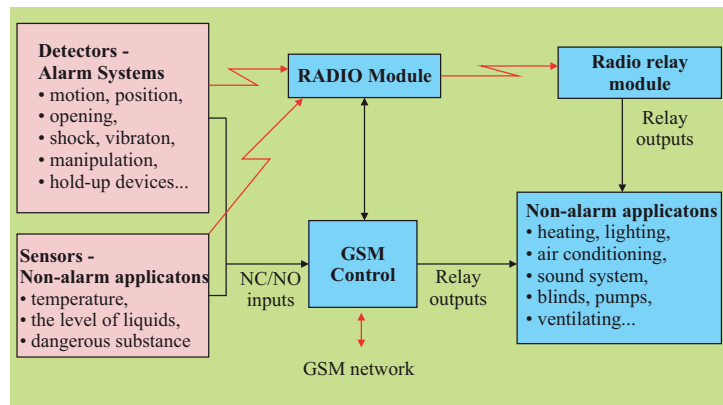 Detectors -
Alarm Systems
• motion, position,
• opening,
• shock, vibraton,
• manipulation,
• hold-up devices...
RADIO Module
Radio relay
module
Relay
outputs
Sensors -
Non-alarm applicatons
• temperature,
• the level of liquids,
• dangerous substance
NC/NO
inputs
GSM
Control
Relay
outputs
Non-alarm applicatons
• heating, lighting,
• air conditioning,
• sound system,
• blinds, pumps,
• ventilating...
GSM network